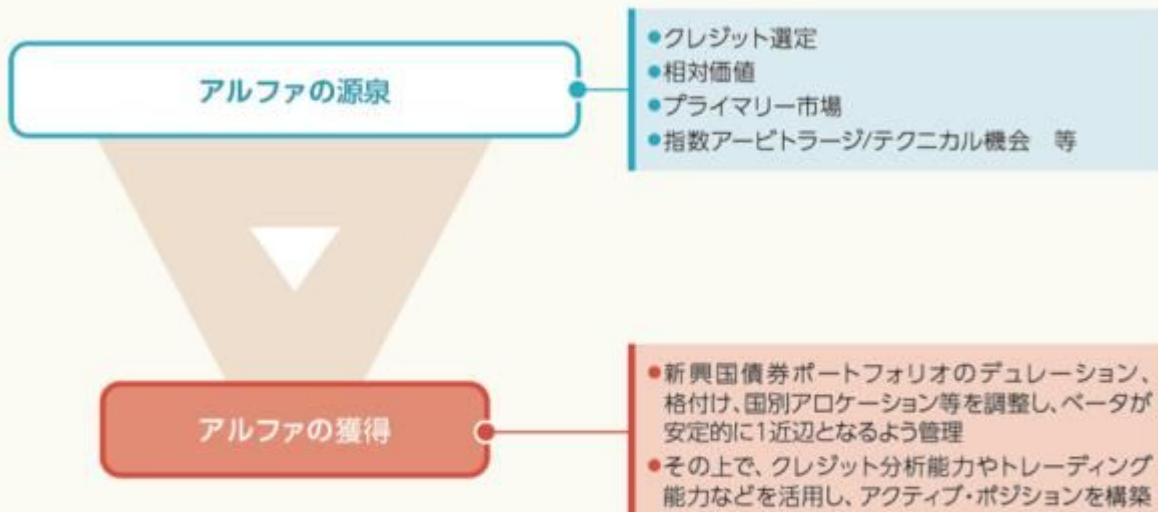 アルファの源泉
●クレジット選定
●相対価値
●プライマリー市場
●指数アービトラージ/テクニカル機会　等
アルファの獲得
●新興国債券ポートフォリオのデュレーション、
格付け、国別アロケーション等を調整し、ベータが
安定的に1近辺となるよう管理
●その上で、クレジット分析能力やトレーディング
能力などを活用し、アクティブ・ポジションを構築